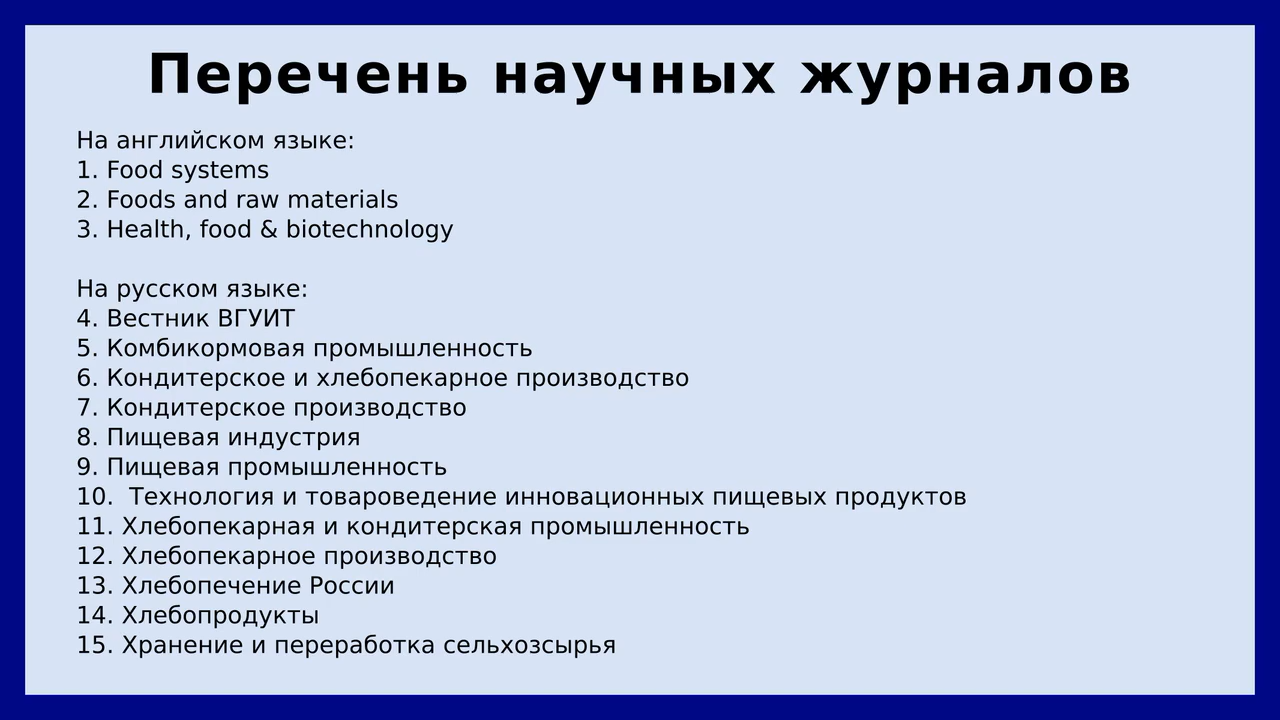 Перечень научных журналов
На английском языке:
1. Food systems
2. Foods and raw materials
3. Health, food & biotechnology
На русском языке:
4. Вестник ВГУИТ
5. Комбикормовая промышленность
6. Кондитерское и хлебопекарное производство
7. Кондитерское производство
8. Пищевая индустрия
9. Пищевая промышленность
10.  Технология и товароведение инновационных пищевых продуктов
11. Хлебопекарная и кондитерская промышленность
12. Хлебопекарное производство
13. Хлебопечение России
14. Хлебопродукты
15. Хранение и переработка сельхозсырья